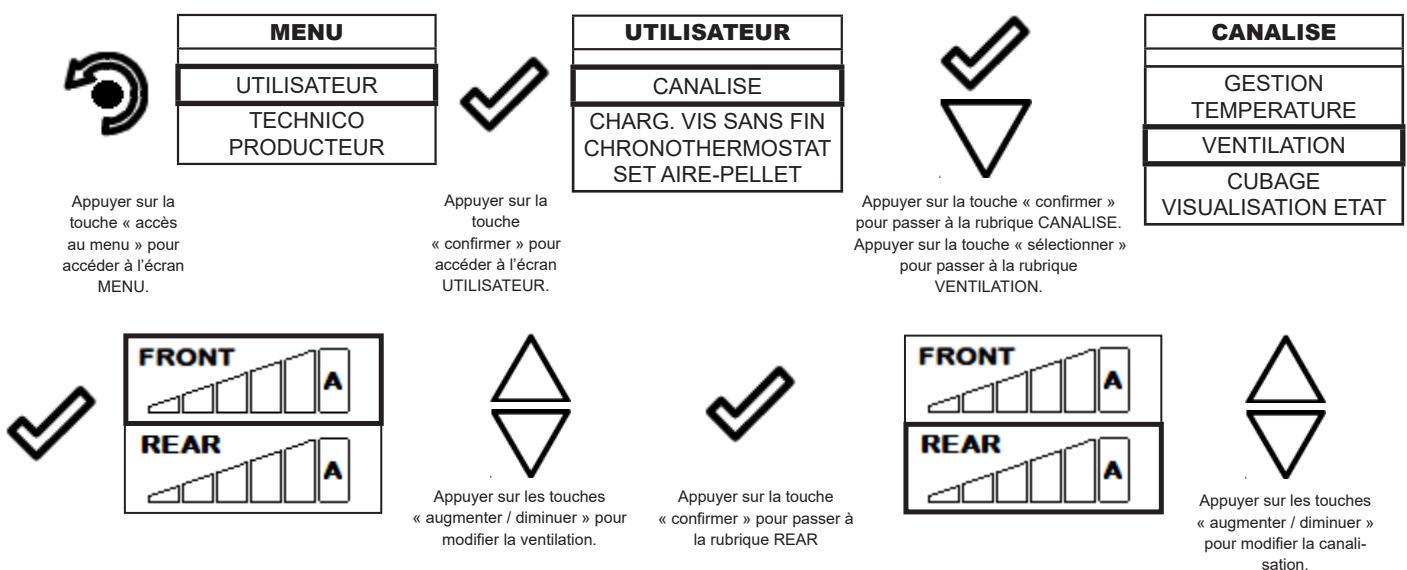 MENU
UTILISATEUR
TECHNICO
PRODUCTEUR
Appuyer sur la
touche « accès
au menu » pour
accéder à l'écran
MENU.
UTILISATEUR
CANALISE
CHARG. VIS SANS FIN
CHRONOTHERMOSTAT
SET AIRE-PELLET
Appuyer sur la
touche
« confirmer » pour
accéder à l'écran
UTILISATEUR.
Appuyer sur la touche « confirmer »
pour passer à la rubrique CANALISE.
Appuyer sur la touche « sélectionner »
pour passer à la rubrique
VENTILATION.
CANALISE
GESTION
TEMPERATURE
VENTILATION
CUBAGE
VISUALISATION ETAT
FRONT
A
REAR
A
Appuyer sur les touches
« augmenter / diminuer » pour
modifier la ventilation.
Appuyer sur la touche
« confirmer » pour passer à
la rubrique REAR
FRONT
A
REAR
A
Appuyer sur les touches
« augmenter / diminuer »
pour modifier la canali-
sation.